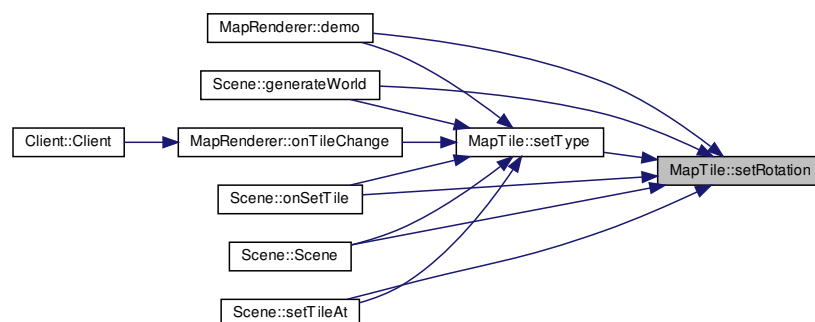 MapRenderer::demo
Scene::generateWorld
Client::Client
MapRenderer::onTileChange
MapTile::setType
MapTile::setRotation
Scene::onSetTile
Scene::Scene
Scene::setTileAt